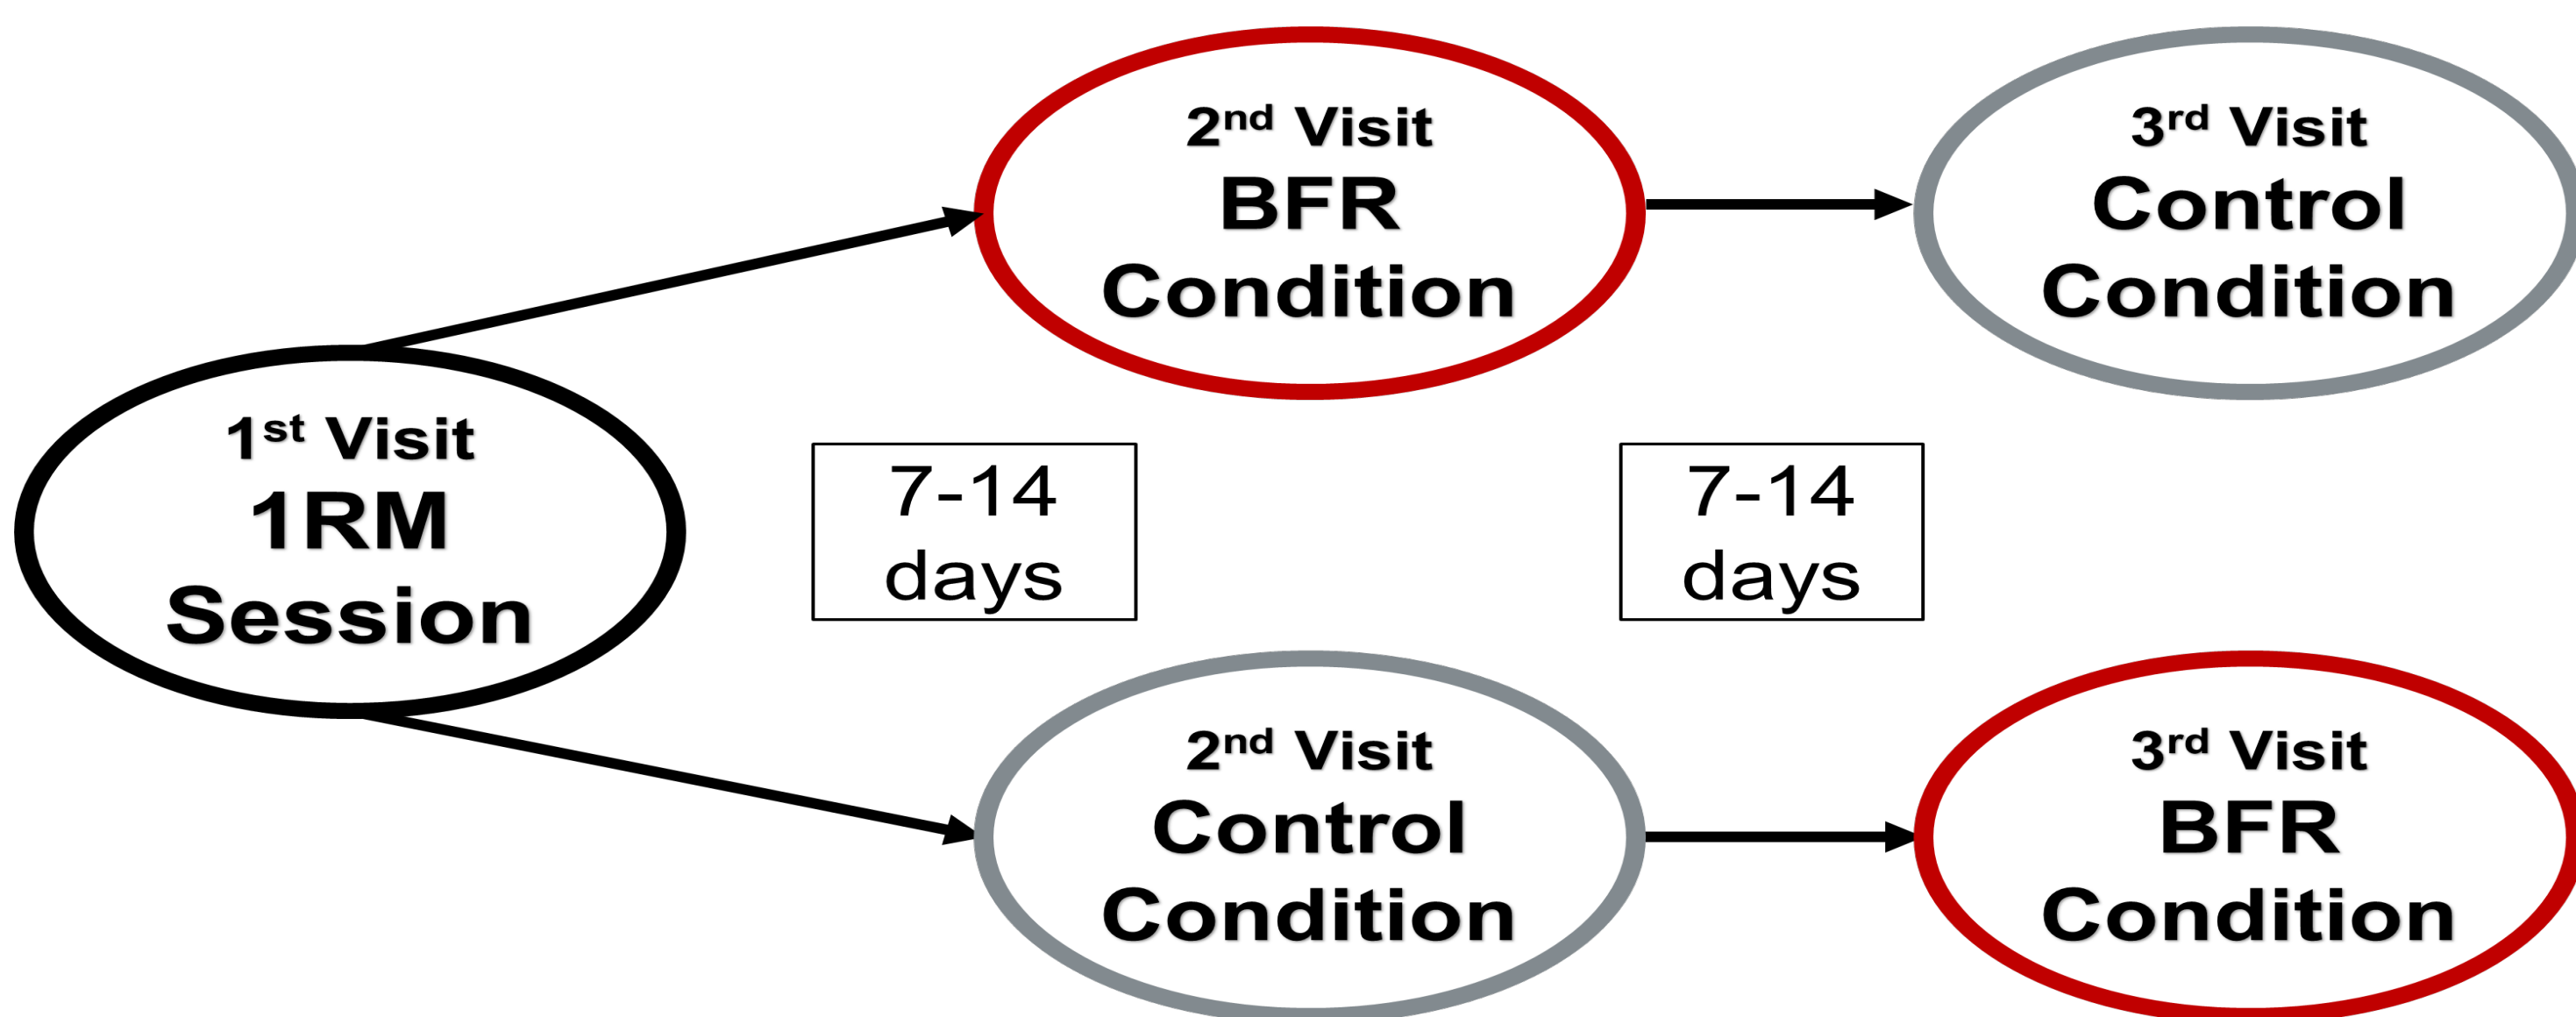 2nd Visit
BFR
Condition
3rd Visit
Control
Condition
1st Visit
1RM
Session
7-14
days
7-14
days
2nd Visit
Control
Condition
3rd Visit
BFR
Condition